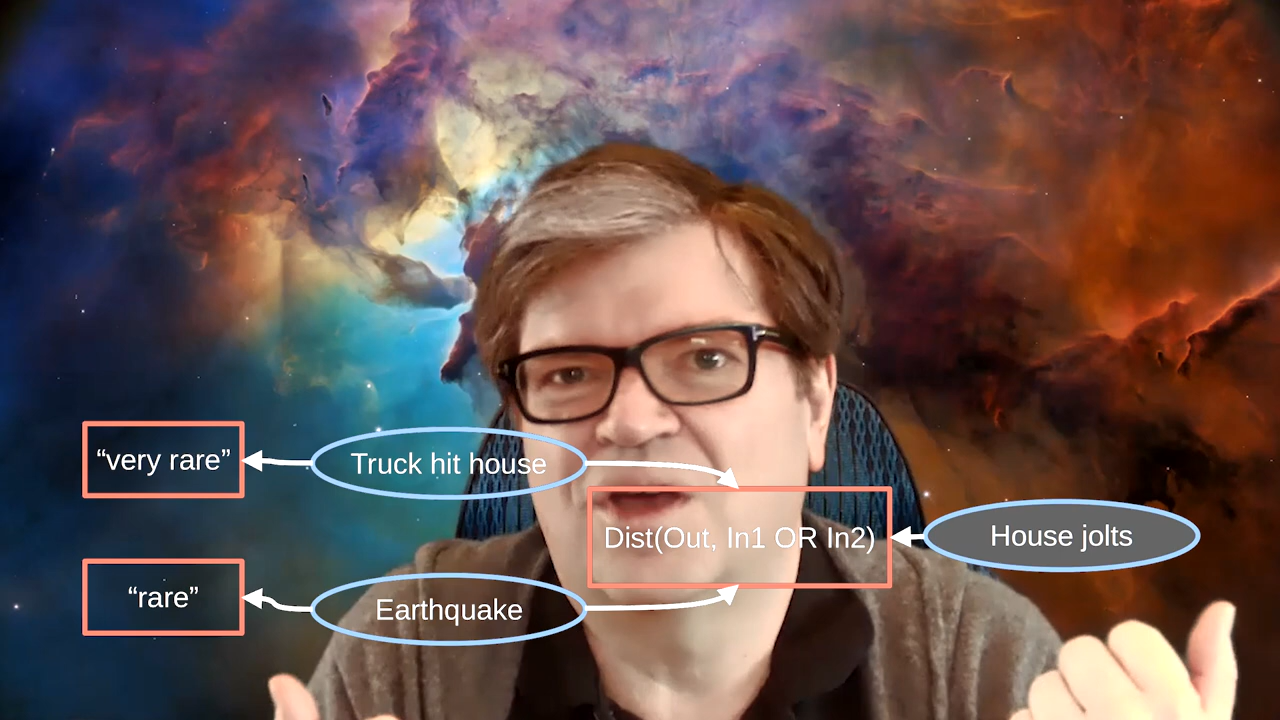 “very rare”
Truck hit house
Dist(Out, In1 OR In2)
House jolts
“rare”
Earthquake